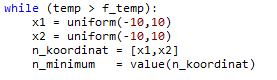 while (temp > f_temp):
    x1 = uniform(-10,10)
    x2 = uniform(-10,10)
    n_koordinat = [x1,x2]
    n_minimum   = value(n_koordinat)